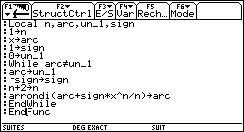 F1 F2▼ F3▼ F4▼ F5 F6▼
StructCtrl E/S Var Rech… Mode
:Local n,arc,un_1,sign
:1→n
:x→arc
:1→sign
:0→un_1
:While arc≠un_1
:arc→un_1
:⁻sign→sign
:n+2→n
:arrondi(arc+sign*x^n/n)→arc
:EndWhile
:EndFunc
SUITES DEG EXACT SUIT